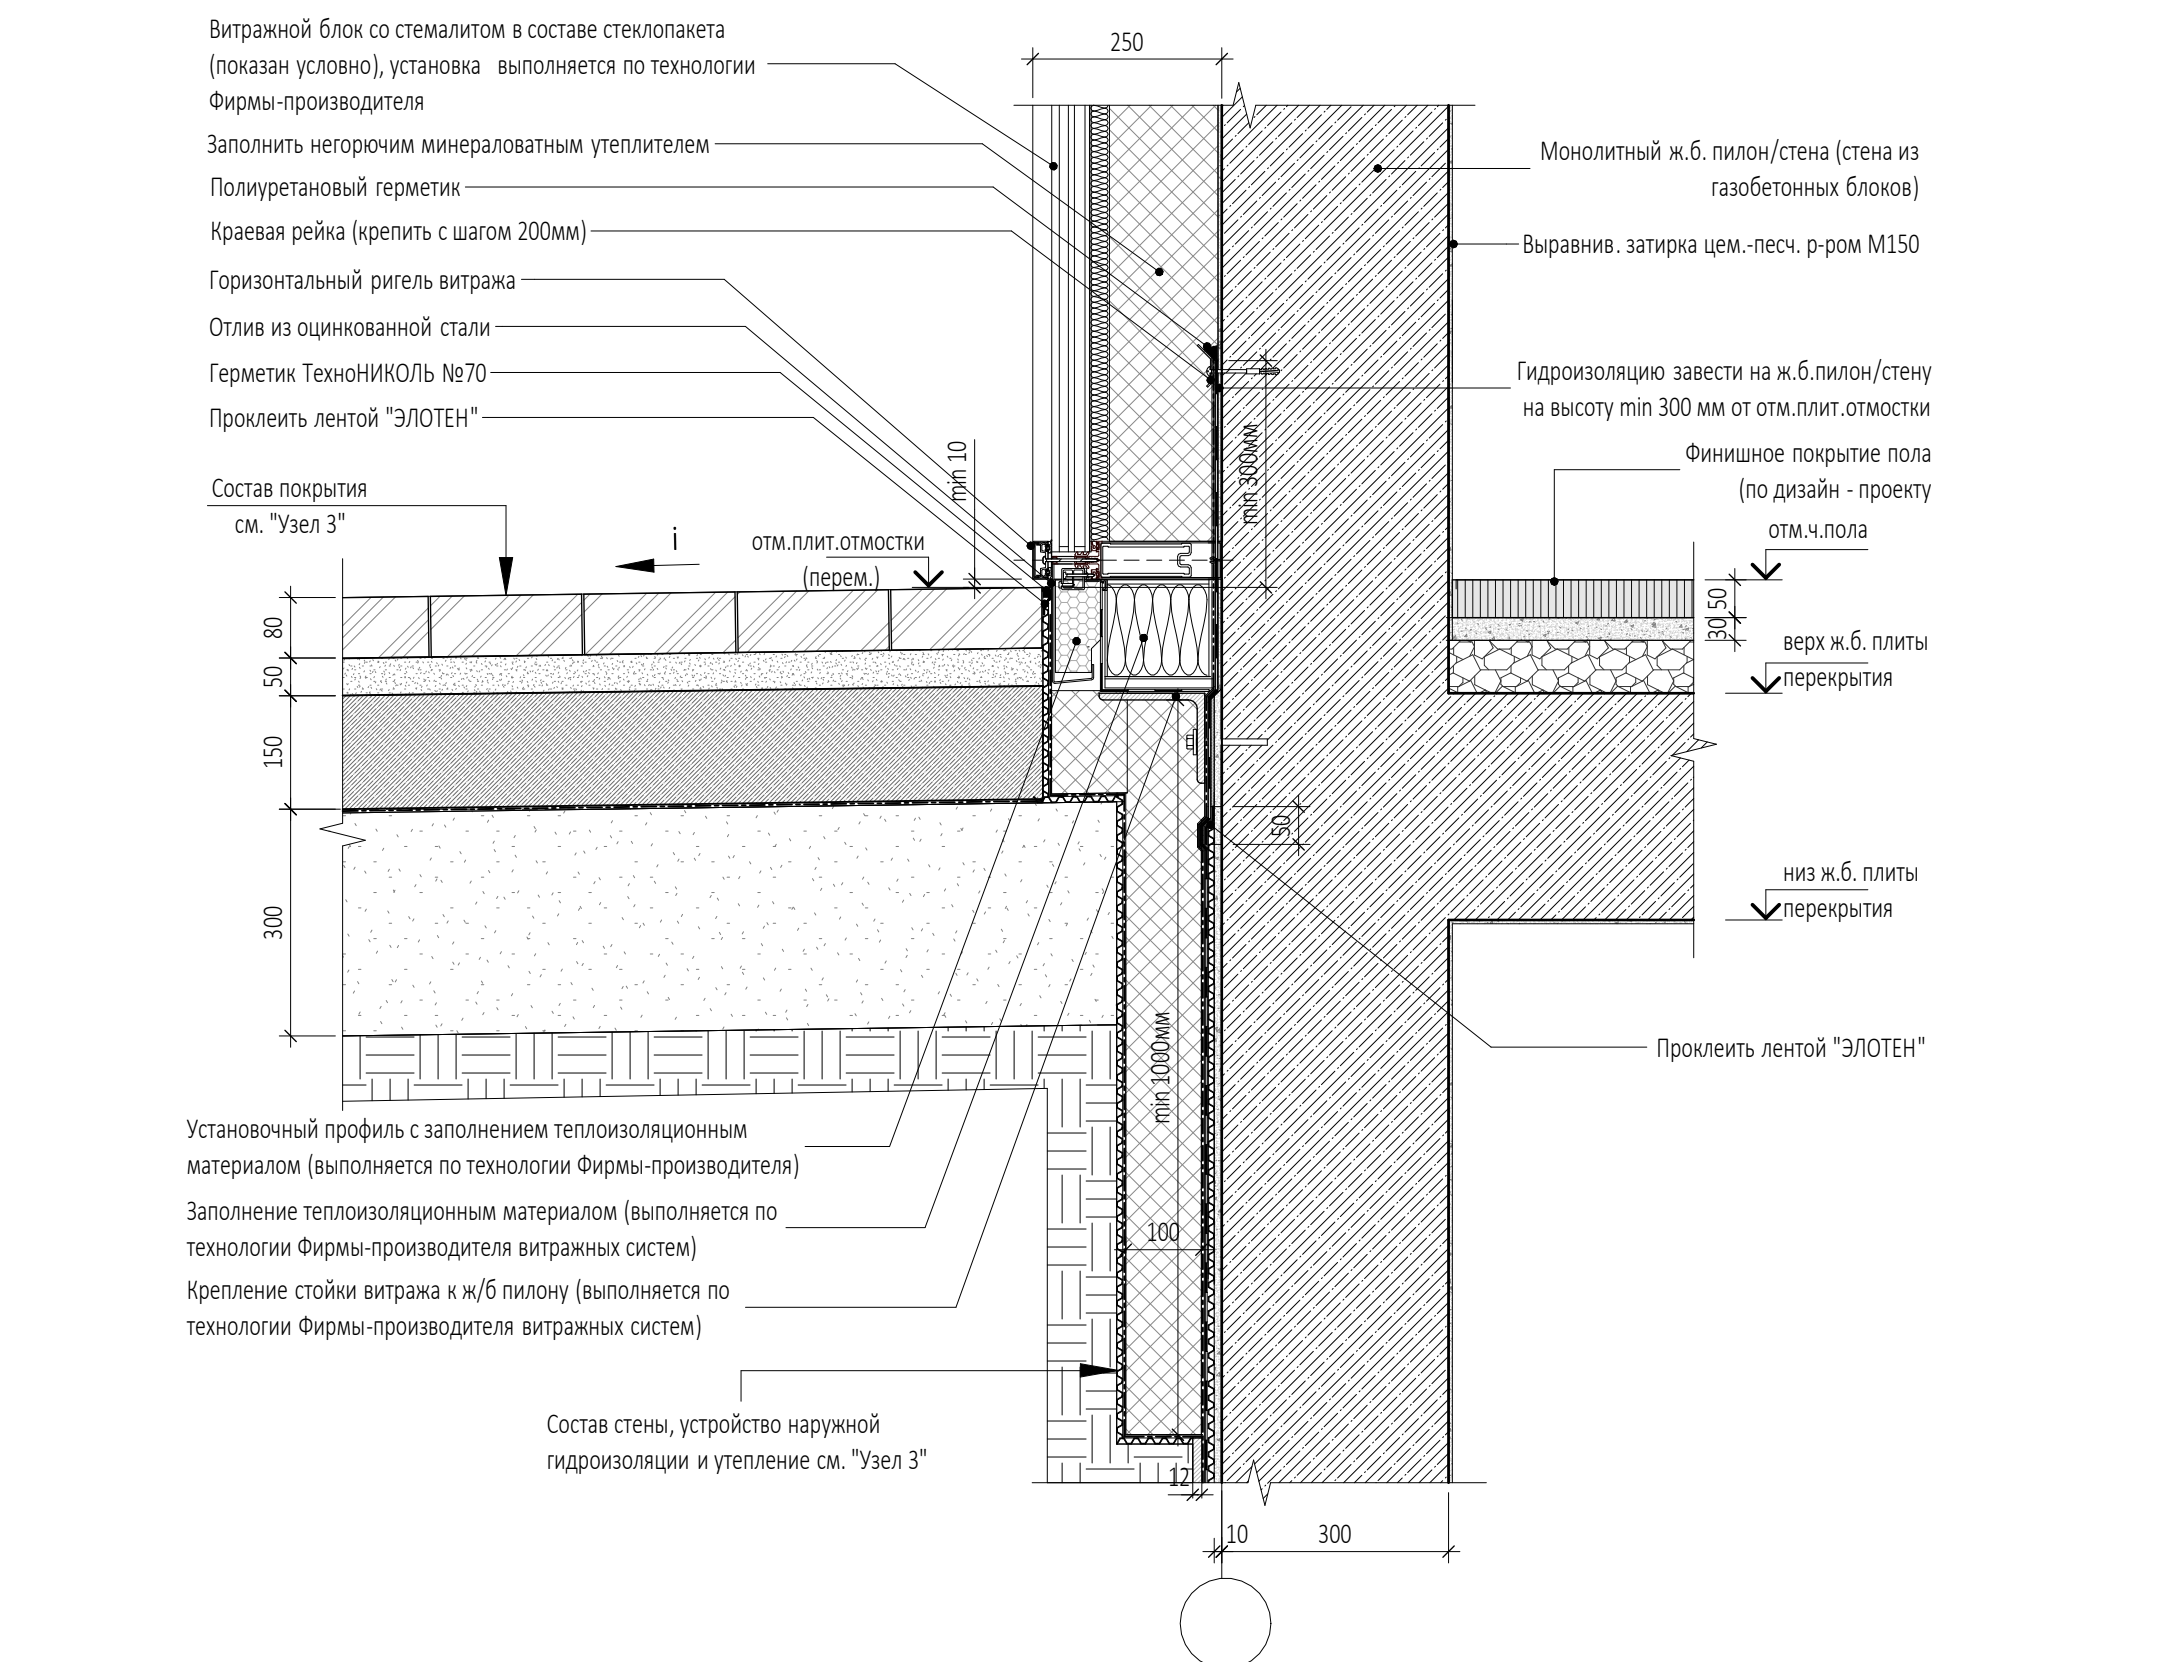 Витражной блок со стемалитом в составе стеклопакета
(показан условно), установка выполняется по технологии
Фирмы-производителя
Заполнить негорючим минераловатным утеплителем
Полиуретановый герметик
Краевая рейка (крепить с шагом 200мм)
Горизонтальный ригель витража
Отлив из оцинкованной стали
Герметик ТехноНИКОЛЬ №70
Проклеить лентой "ЭЛОТЕН"
Состав покрытия
см. "Узел 3"
i
отм.плит.отмостки
(перем.)
min 10
250
min 300мм
Монолитный ж.б. пилон/стена (стена из
газобетонных блоков)
Выравнив. затирка цем.-песч. р-ром М150
Гидроизоляцию завести на ж.б.пилон/стену
на высоту min 300 мм от отм.плит.отмостки
Финишное покрытие пола
(по дизайн - проекту
отм.ч.пола
50
30
верх ж.б. плиты
перекрытия
низ ж.б. плиты
перекрытия
80
50
150
300
50
min 1000мм
100
Проклеить лентой "ЭЛОТЕН"
Установочный профиль с заполнением теплоизоляционным
материалом (выполняется по технологии Фирмы-производителя)
Заполнение теплоизоляционным материалом (выполняется по
технологии Фирмы-производителя витражных систем)
Крепление стойки витража к ж/б пилону (выполняется по
технологии Фирмы-производителя витражных систем)
Состав стены, устройство наружной
гидроизоляции и утепление см. "Узел 3"
12
10
300